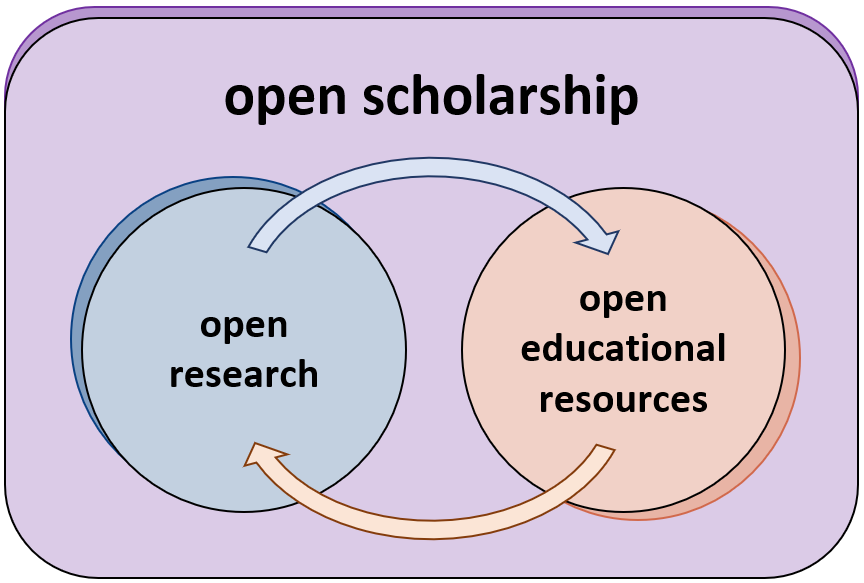 open scholarship
open
research
open
educational
resources